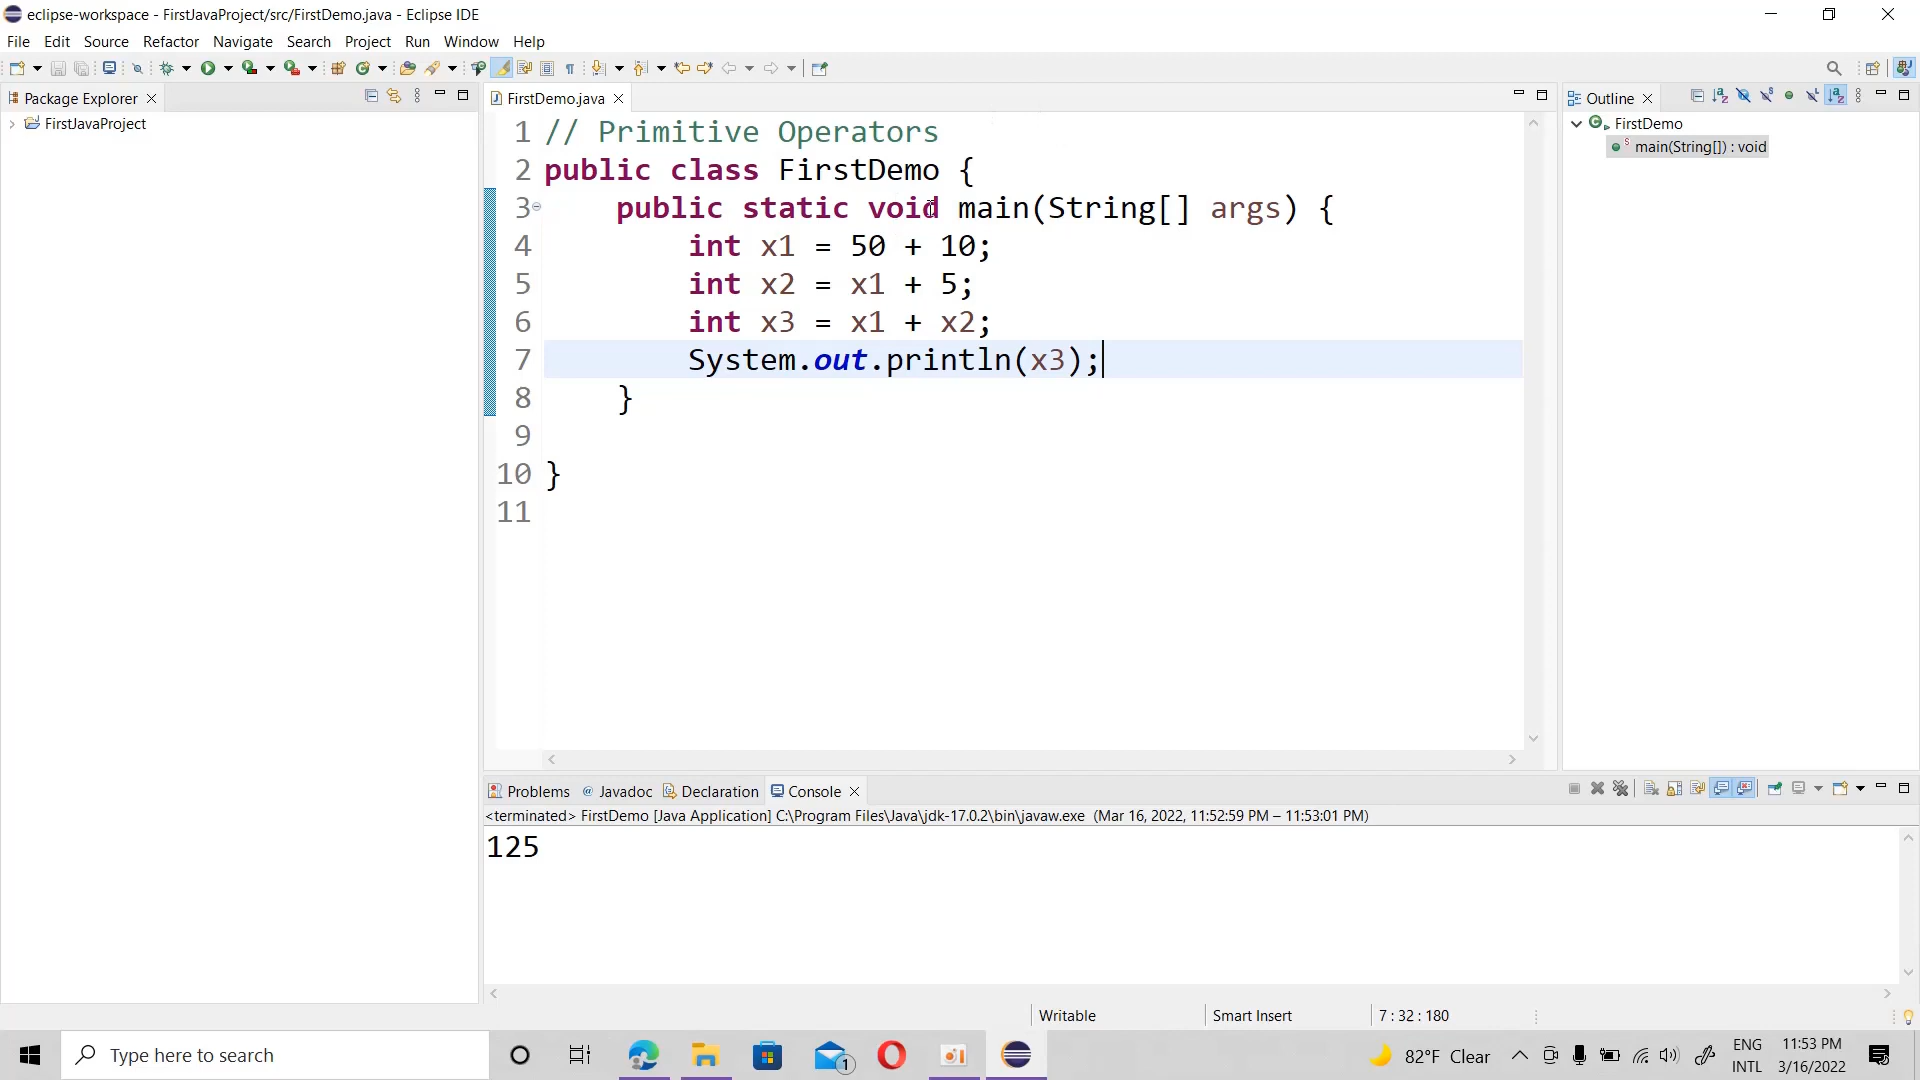 eclipse-workspace - FirstJavaProject/src/FirstDemo.java - Eclipse IDE
File Edit Source Refactor Navigate Search Project Run Window Help
Package Explorer
FirstJavaProject
FirstDemo.java
1 // Primitive Operators
2 public class FirstDemo {
3 public static void main(String[] args) {
4 int x1 = 50 + 10;
5 int x2 = x1 + 5;
6 int x3 = x1 + x2;
7 System.out.println(x3);
8 }
9
10 }
11
Outline
FirstDemo
main(String[]) : void
Problems Javadoc Declaration Console
<terminated> FirstDemo [Java Application] C:\Program Files\Java\jdk-17.0.2\bin\javaw.exe (Mar 16, 2022, 11:52:59 PM – 11:53:01 PM)
125
Writable Smart Insert 7 : 32 : 180
Type here to search
1
82°F Clear
ENG
INTL
11:53 PM
3/16/2022